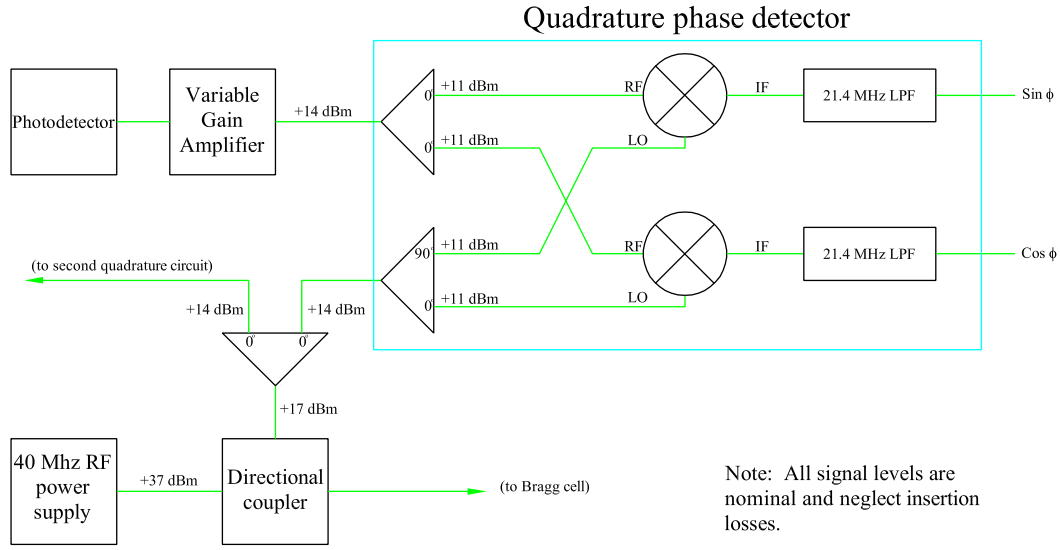 Quadrature phase detector
Photodetector
Variable
Gain
Amplifier
+14 dBm
0°
+11 dBm
RF
IF
21.4 MHz LPF
Sin ϕ
0°
+11 dBm
LO
90°
+11 dBm
RF
IF
21.4 MHz LPF
Cos ϕ
0°
+11 dBm
LO
(to second quadrature circuit)
+14 dBm
+14 dBm
0°
0°
+17 dBm
40 Mhz RF
power
supply
+37 dBm
Directional
coupler
(to Bragg cell)
Note: All signal levels are
nominal and neglect insertion
losses.